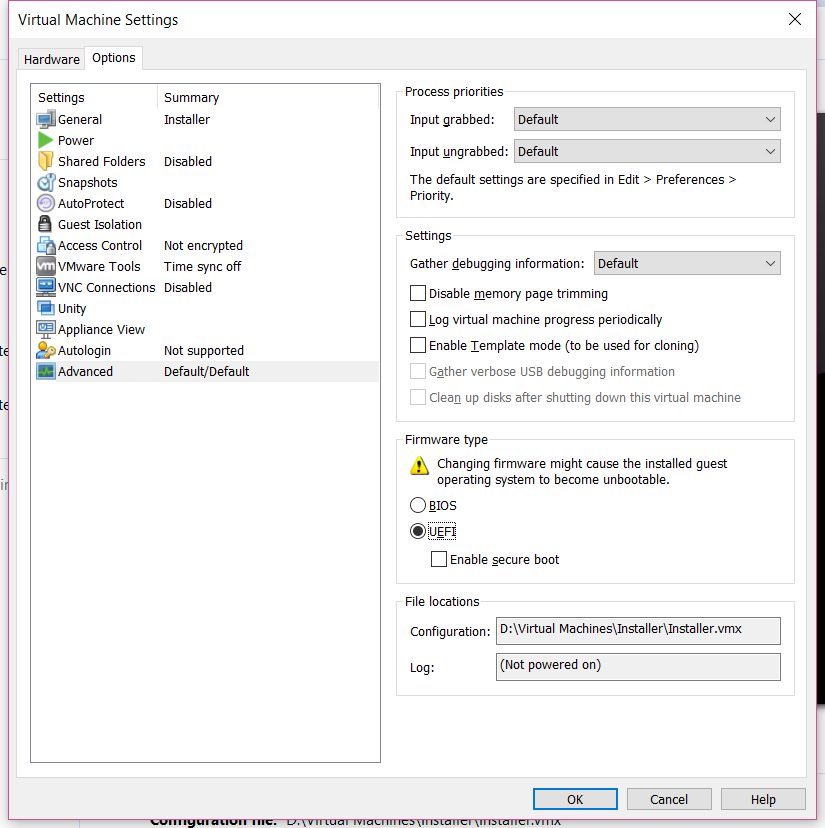 Virtual Machine Settings
Hardware
Options
Settings Summary
General Installer
Power
Shared Folders Disabled
Snapshots
AutoProtect Disabled
Guest Isolation
Access Control Not encrypted
vm VMware Tools Time sync off
VNC Connections Disabled
Unity
Appliance View
Autologin Not supported
Advanced Default/Default
Process priorities
Input grabbed: Default
Input ungrabbed: Default
The default settings are specified in Edit > Preferences >
Priority.
Settings
Gather debugging information: Default
Disable memory page trimming
Log virtual machine progress periodically
Enable Template mode (to be used for cloning)
Gather verbose USB debugging information
Clean up disks after shutting down this virtual machine
Firmware type
Changing firmware might cause the installed guest
operating system to become unbootable.
BIOS
UEFI
Enable secure boot
File locations
Configuration: D:\Virtual Machines\Installer\Installer.vmx
Log: (Not powered on)
OK Cancel Help
Configuration file: D:\Virtual Machines\Installer\Installer.vmx